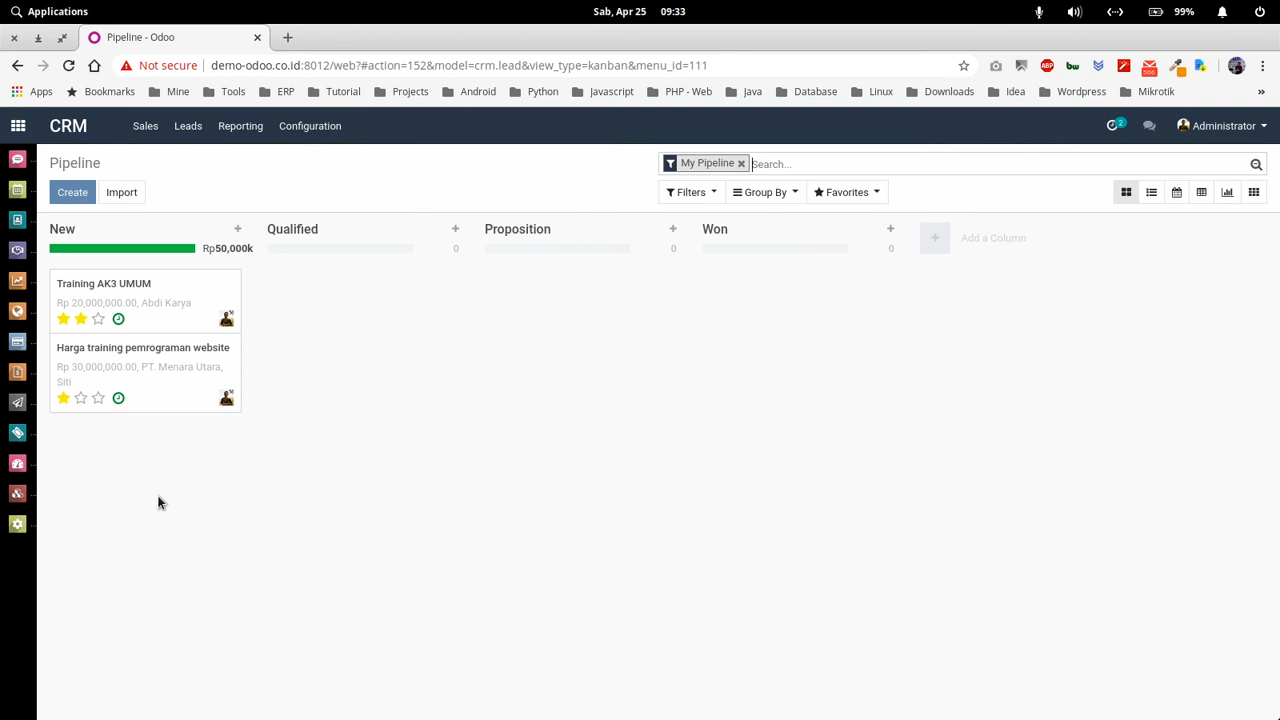 Applications
Sab, Apr 25 09:33
99%
Pipeline - Odoo
Not secure
demo-odoo.co.id:8012/web?#action=152&model=crm.lead&view_type=kanban&menu_id=111
ABP
506
Apps
Bookmarks
Mine
Tools
ERP
Tutorial
Projects
Android
Python
Javascript
PHP - Web
Java
Database
Linux
Downloads
Idea
Wordpress
Mikrotik
»
CRM
Sales
Leads
Reporting
Configuration
2
Administrator
Pipeline
My Pipeline
Search...
Create
Import
Filters
Group By
Favorites
New
Rp50,000k
Qualified
0
Proposition
0
Won
0
Add a Column
Training AK3 UMUM
Rp 20,000,000.00, Abdi Karya
Harga training pemrograman website
Rp 30,000,000.00, PT. Menara Utara,
Siti